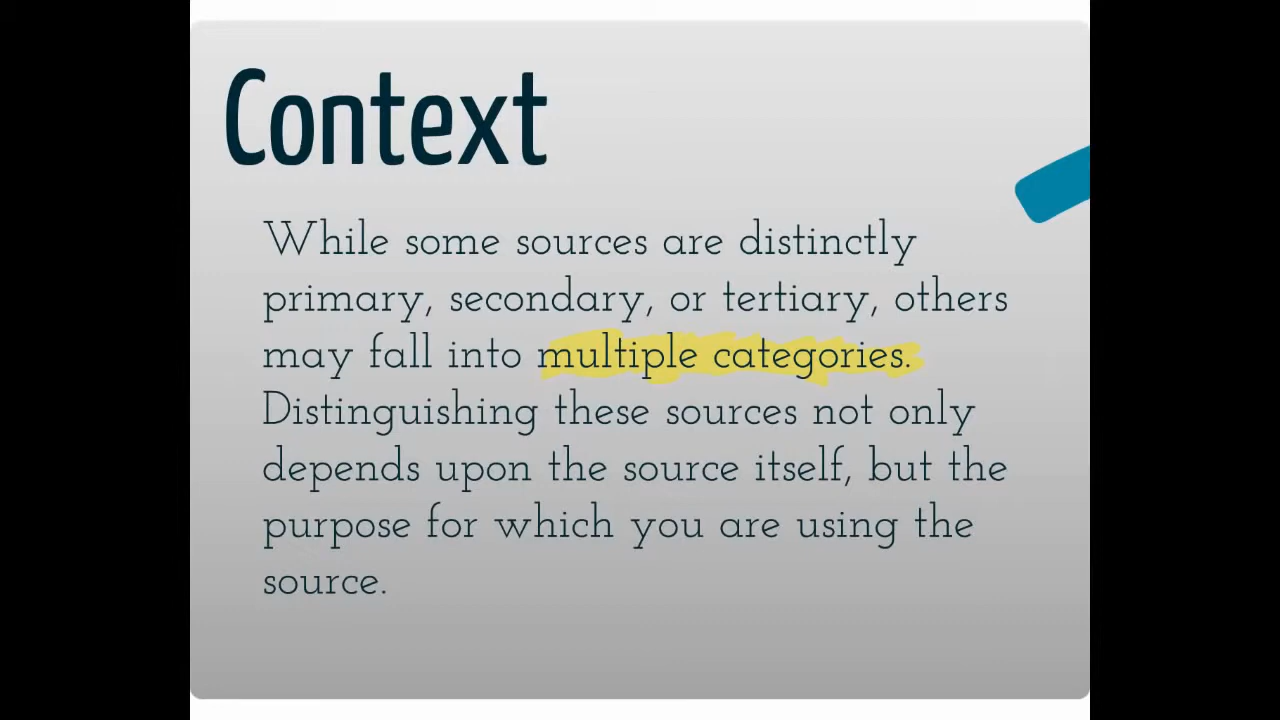 Context
While some sources are distinctly
primary, secondary, or tertiary, others
may fall into multiple categories.
Distinguishing these sources not only
depends upon the source itself, but the
purpose for which you are using the
source.